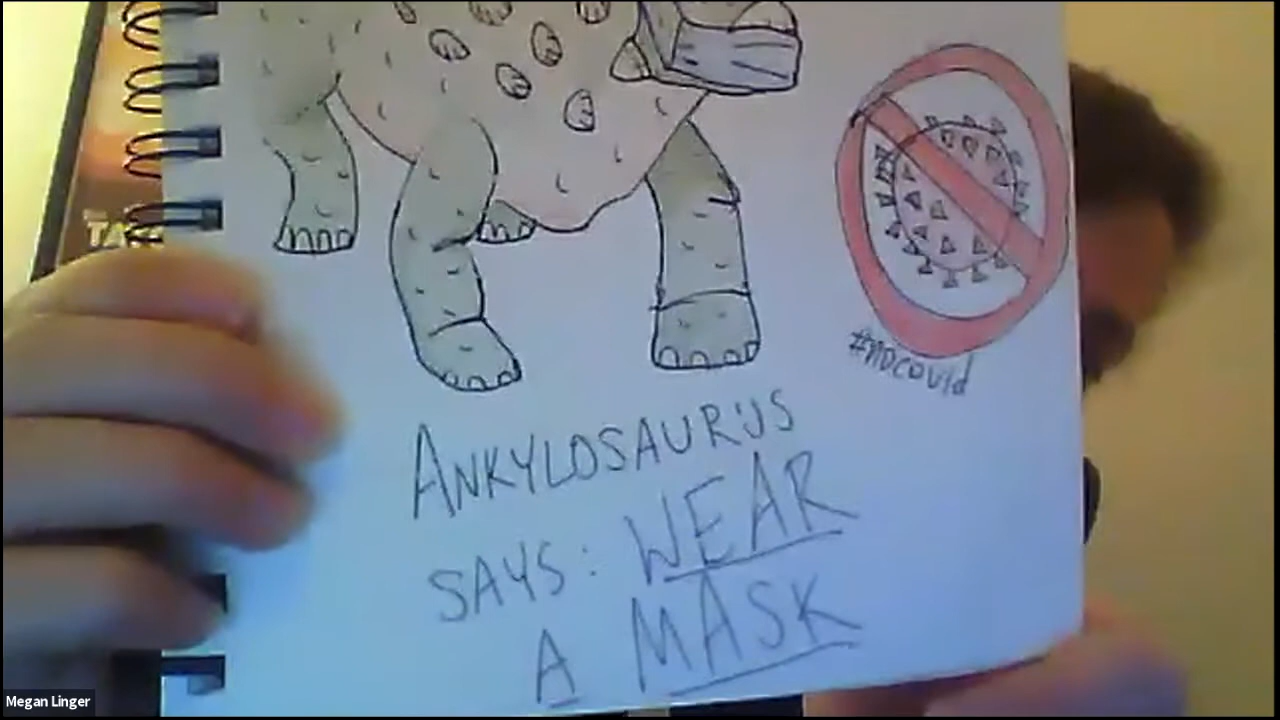 #nocovid
ANKYLOSAURUS
SAYS: WEAR
A MASK
Megan Linger